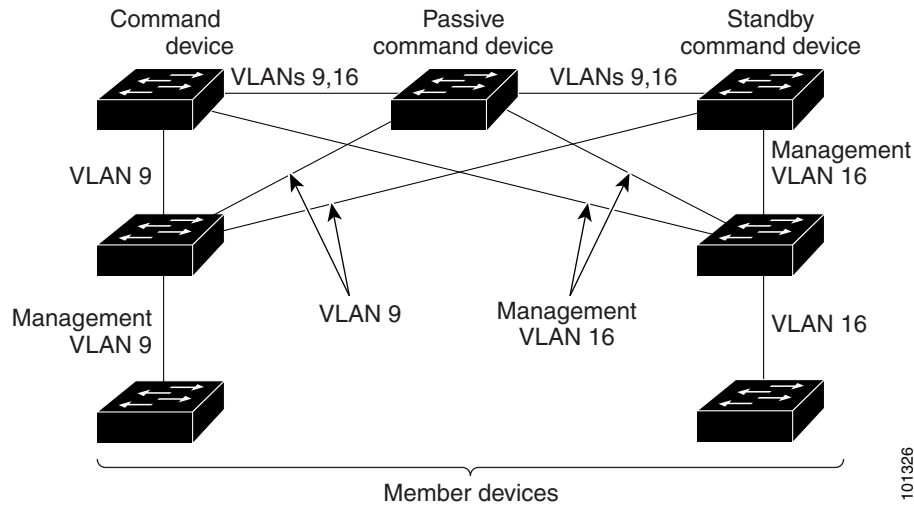 Command
device
Passive
command device
Standby
command device
VLANs 9,16
VLANs 9,16
VLAN 9
Management
VLAN 16
VLAN 9
Management
VLAN 16
Management
VLAN 9
VLAN 16
Member devices
101326